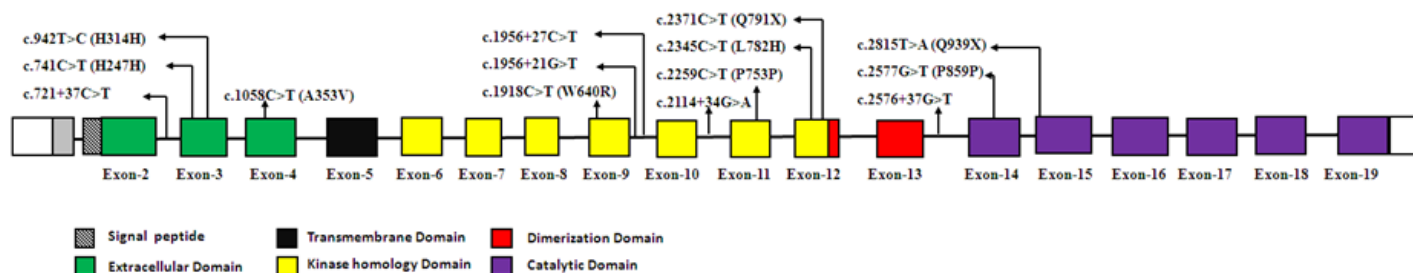 c.942T>C (H314H)
c.741C>T (H247H)
c.721+37C>T
c.1058C>T (A353V)
c.1956+27C>T
c.1956+21G>T
c.1918C>T (W640R)
c.2371C>T (Q791X)
c.2345C>T (L782H)
c.2259C>T (P753P)
c.2114+34G>A
c.2815T>A (Q939X)
c.2577G>T (P859P)
c.2576+37G>T
Exon-2 Exon-3 Exon-4 Exon-5 Exon-6 Exon-7 Exon-8 Exon-9 Exon-10 Exon-11 Exon-12 Exon-13 Exon-14 Exon-15 Exon-16 Exon-17 Exon-18 Exon-19
Signal peptide Transmembrane Domain Dimerization Domain
Extracellular Domain Kinase homology Domain Catalytic Domain